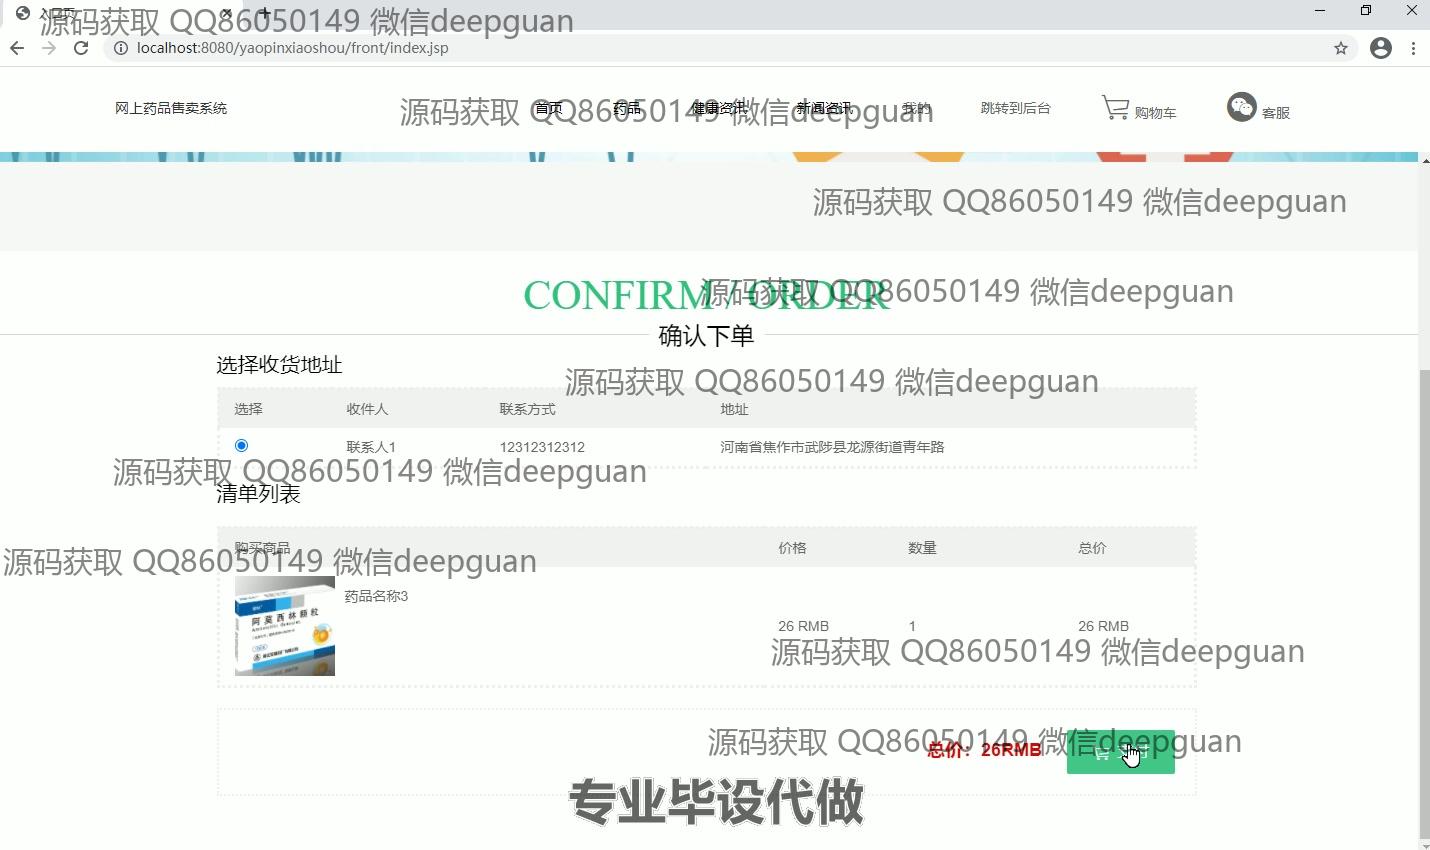 入口页
源码获取 QQ86050149 微信deepguan
localhost:8080/yaopinxiaoshou/front/index.jsp
网上药品售卖系统 首页 药品 健康资讯 新闻资讯 我的 跳转到后台 购物车 客服
源码获取 QQ86050149 微信deepguan
源码获取 QQ86050149 微信deepguan
CONFIRM / ORDER
源码获取 QQ86050149 微信deepguan
确认下单
选择收货地址
源码获取 QQ86050149 微信deepguan
选择 收件人 联系方式 地址
联系人1 12312312312 河南省焦作市武陟县龙源街道青年路
源码获取 QQ86050149 微信deepguan
清单列表
购买商品 价格 数量 总价
源码获取 QQ86050149 微信deepguan
药品名称3
阿莫西林颗粒
26 RMB 1 26 RMB
源码获取 QQ86050149 微信deepguan
总价：26RMB 支付
源码获取 QQ86050149 微信deepguan
专业毕设代做